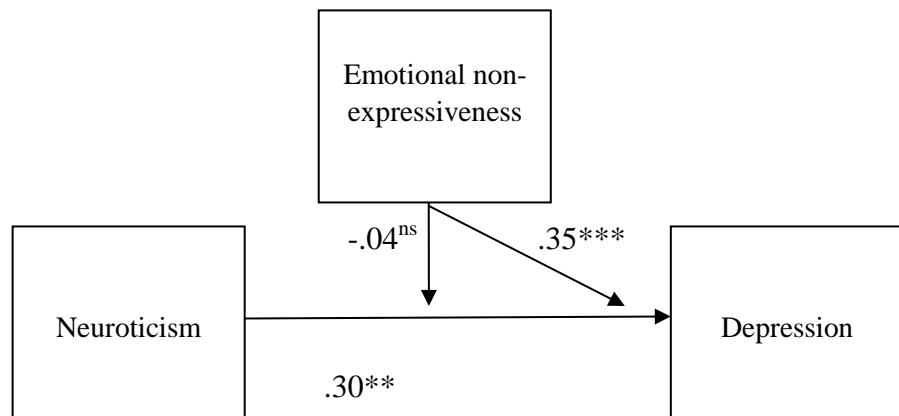 Emotional non-
expressiveness
-.04ns
.35***
Neuroticism
Depression
.30**